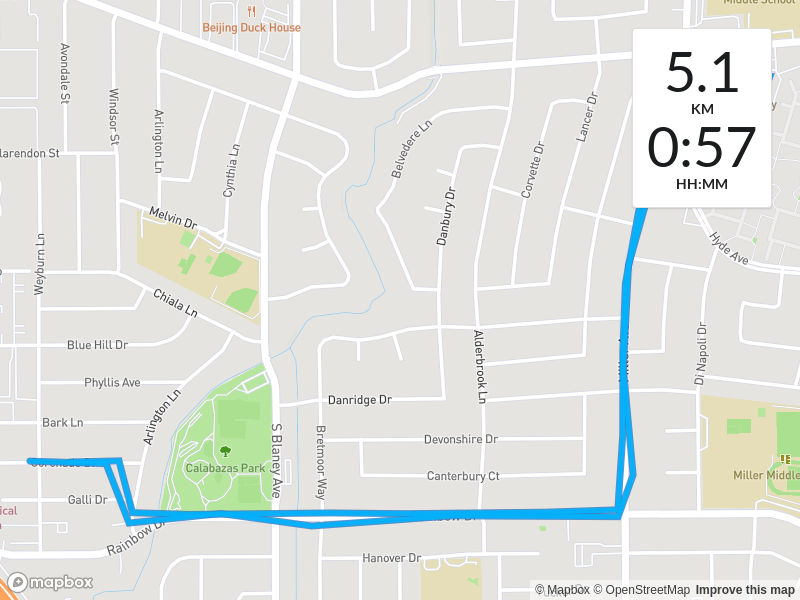 Middle School
Beijing Duck House
Avondale St
Windsor St
Arlington Ln
Cynthia Ln
Belvedere Ln
Lancer Dr
Corvette Dr
5.1
KM
0:57
HH:MM
larendon St
Danbury Dr
Melvin Dr
Hyde Ave
Weyburn Ln
Chiala Ln
Blue Hill Dr
Alderbrook Ln
Di Napoli Dr
Phyllis Ave
Arlington Ln
Danridge Dr
Bark Ln
S Blaney Ave
Bretmoor Way
Devonshire Dr
Calabazas Park
Canterbury Ct
Miller Middle
Galli Dr
ical
Rainbow Dr
Hanover Dr
mapbox
© Mapbox © OpenStreetMap Improve this map